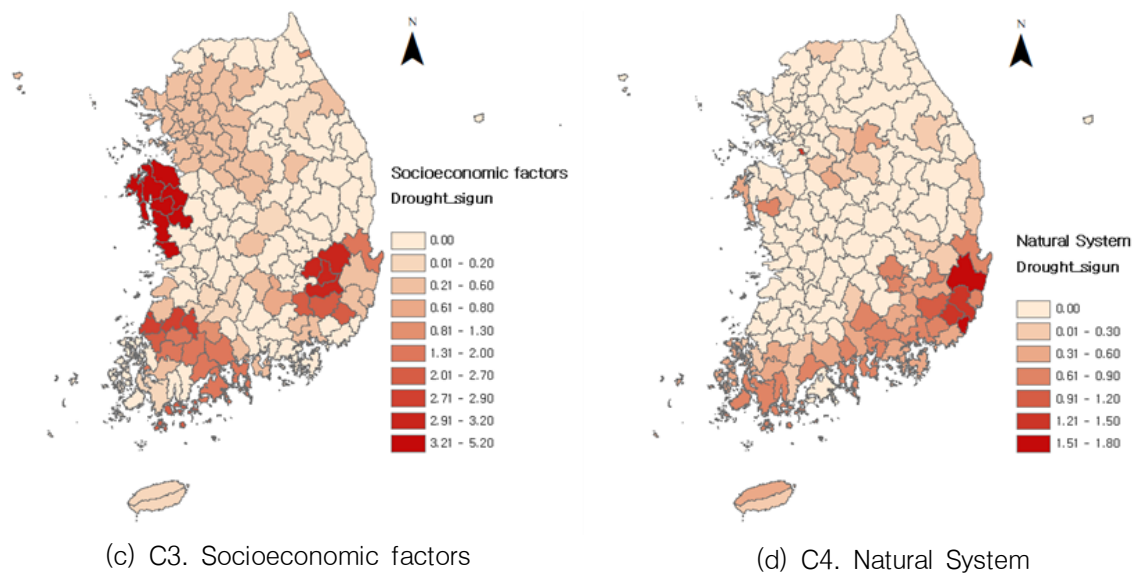 N
Socioeconomic factors
Drought_sigun
0.00
0.01 - 0.20
0.21 - 0.60
0.61 - 0.80
0.81 - 1.30
1.31 - 2.00
2.01 - 2.70
2.71 - 2.90
2.91 - 3.20
3.21 - 5.20
(c) C3. Socioeconomic factors
N
Natural System
Drought_sigun
0.00
0.01 - 0.30
0.31 - 0.60
0.61 - 0.90
0.91 - 1.20
1.21 - 1.50
1.51 - 1.80
(d) C4. Natural System